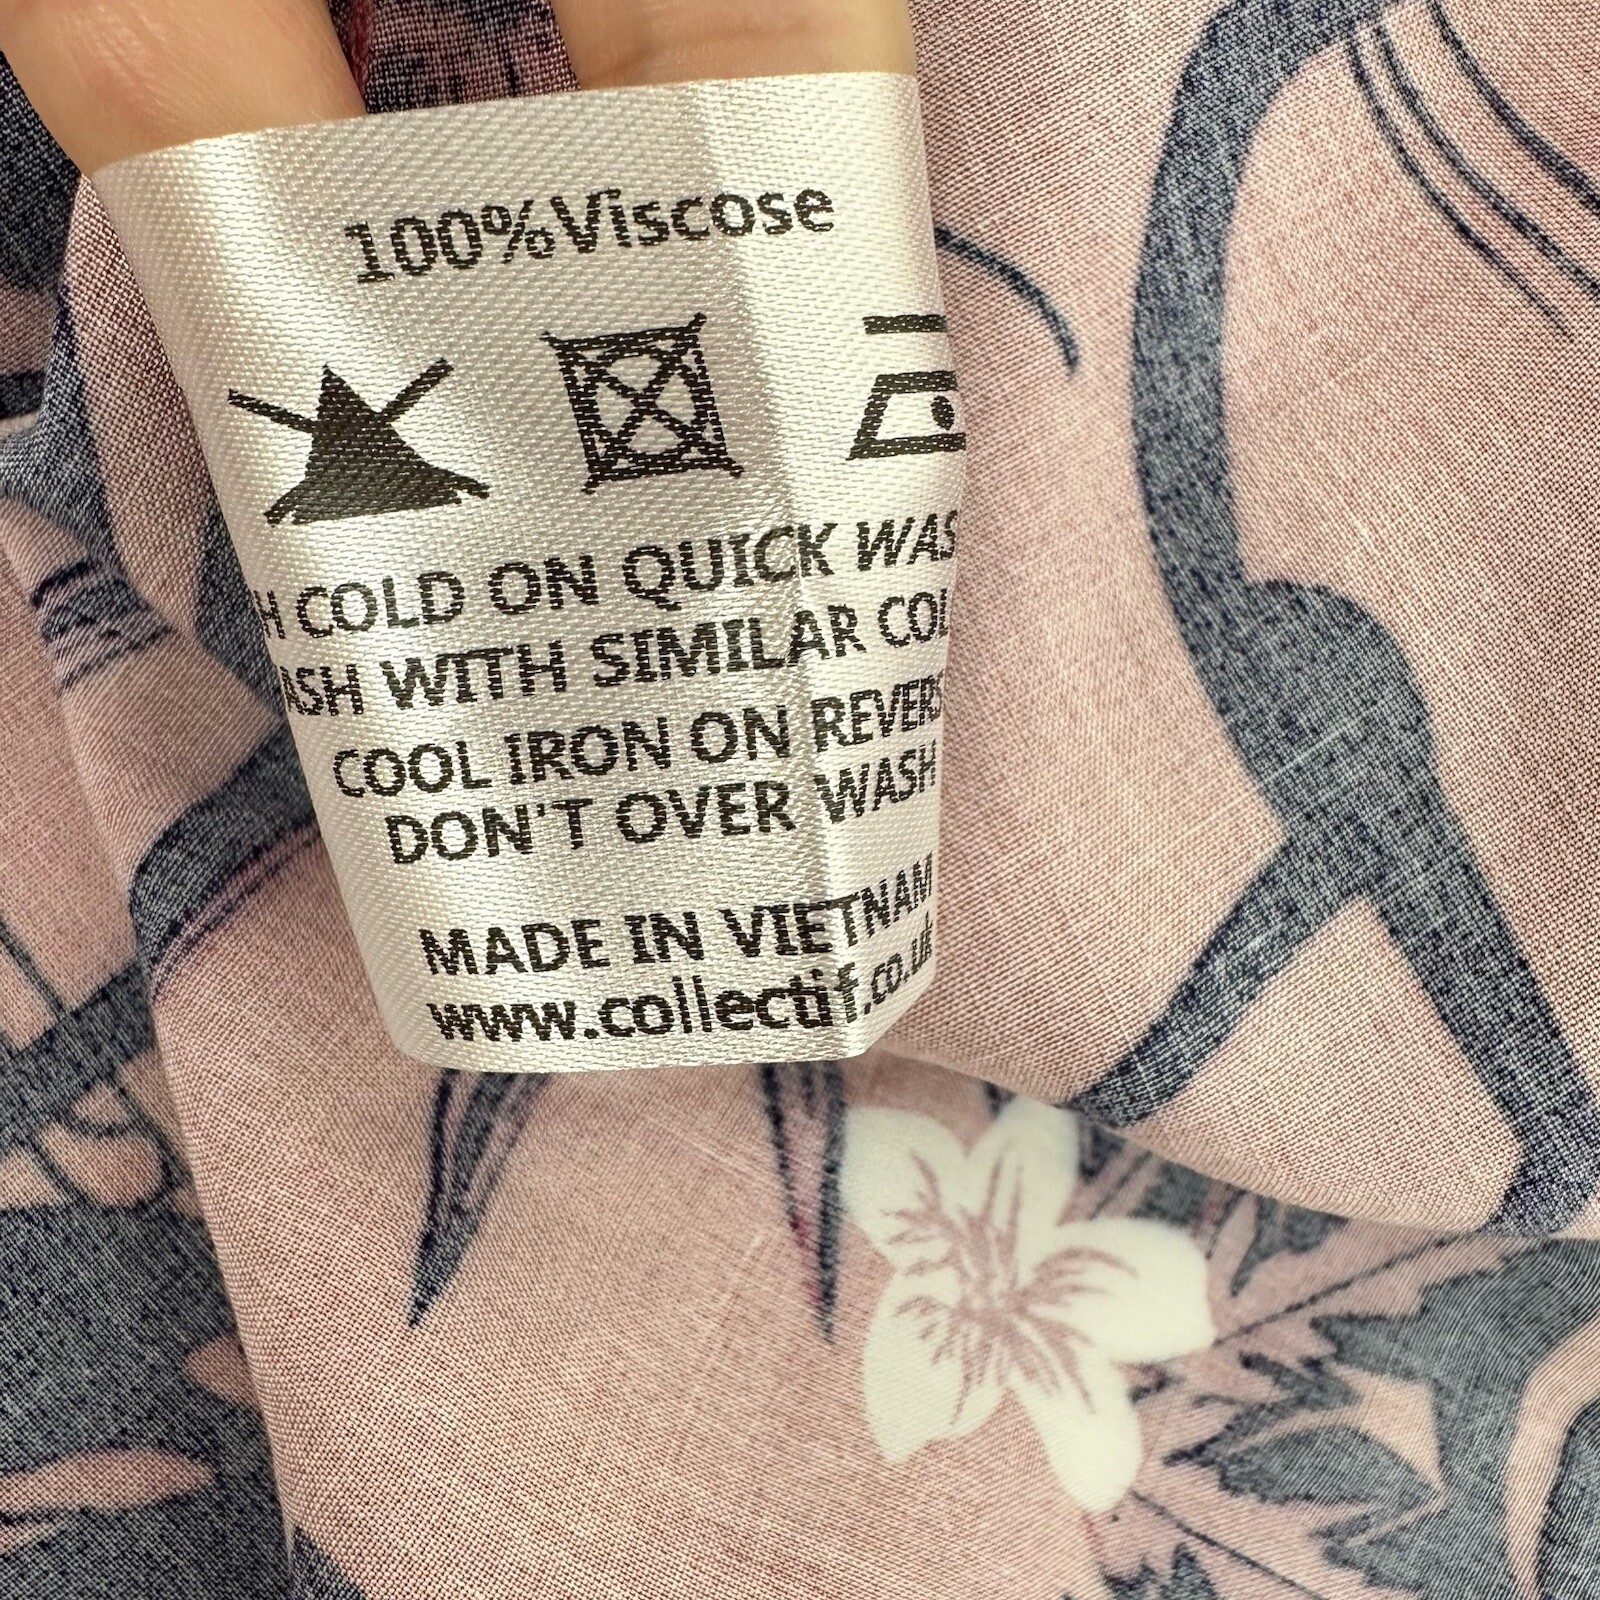 100%Viscose
H COLD ON QUICK WAS
ASH WITH SIMILAR COL
COOL IRON ON REVERS
DON'T OVER WASH
MADE IN VIETNAM
www.collectif.co.uk